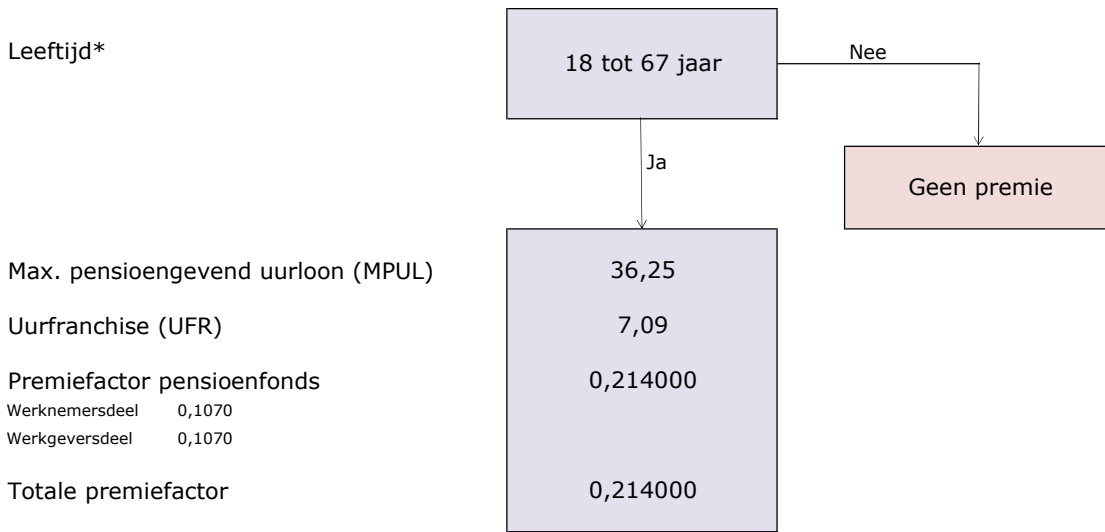 Leeftijd*
18 tot 67 jaar
Nee
Ja
Geen premie
Max. pensioengevend uurloon (MPUL) 36,25
Uurfranchise (UFR) 7,09
Premiefactor pensioenfonds 0,214000
Werknemersdeel 0,1070
Werkgeversdeel 0,1070
Totale premiefactor 0,214000